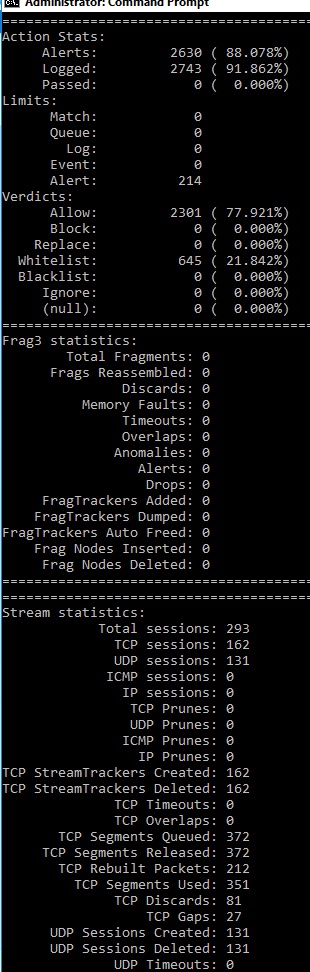 Administrator: Command Prompt
===============================================
Action Stats:
Alerts: 2630 ( 88.078%)
Logged: 2743 ( 91.862%)
Passed: 0 ( 0.000%)
Limits:
Match: 0
Queue: 0
Log: 0
Event: 0
Alert: 214
Verdicts:
Allow: 2301 ( 77.921%)
Block: 0 ( 0.000%)
Replace: 0 ( 0.000%)
Whitelist: 645 ( 21.842%)
Blacklist: 0 ( 0.000%)
Ignore: 0 ( 0.000%)
(null): 0 ( 0.000%)
===============================================
Frag3 statistics:
Total Fragments: 0
Frags Reassembled: 0
Discards: 0
Memory Faults: 0
Timeouts: 0
Overlaps: 0
Anomalies: 0
Alerts: 0
Drops: 0
FragTrackers Added: 0
FragTrackers Dumped: 0
FragTrackers Auto Freed: 0
Frag Nodes Inserted: 0
Frag Nodes Deleted: 0
===============================================
===============================================
Stream statistics:
Total sessions: 293
TCP sessions: 162
UDP sessions: 131
ICMP sessions: 0
IP sessions: 0
TCP Prunes: 0
UDP Prunes: 0
ICMP Prunes: 0
IP Prunes: 0
TCP StreamTrackers Created: 162
TCP StreamTrackers Deleted: 162
TCP Timeouts: 0
TCP Overlaps: 0
TCP Segments Queued: 372
TCP Segments Released: 372
TCP Rebuilt Packets: 212
TCP Segments Used: 351
TCP Discards: 81
TCP Gaps: 27
UDP Sessions Created: 131
UDP Sessions Deleted: 131
UDP Timeouts: 0